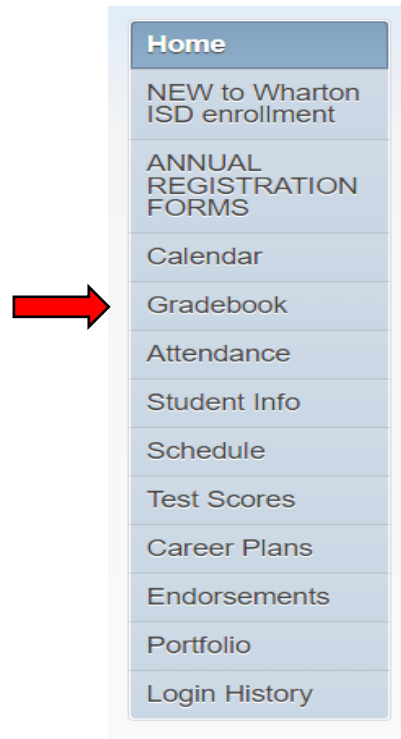 Home
NEW to Wharton
ISD enrollment
ANNUAL
REGISTRATION
FORMS
Calendar
Gradebook
Attendance
Student Info
Schedule
Test Scores
Career Plans
Endorsements
Portfolio
Login History